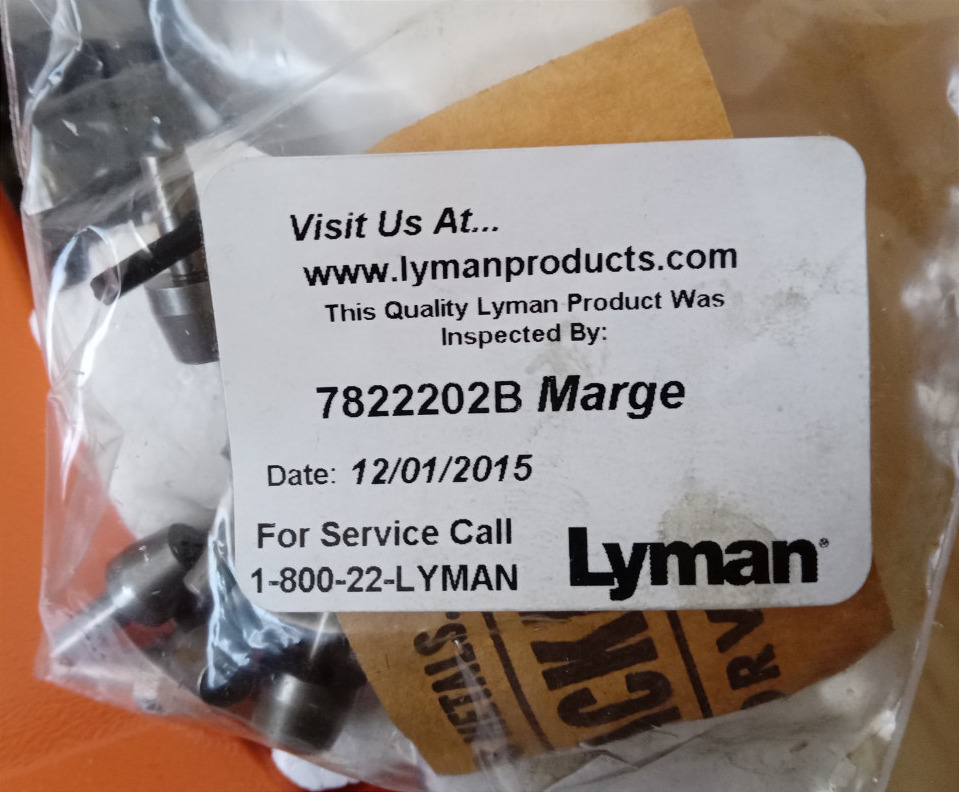 Visit Us At...
www.lymanproducts.com
This Quality Lyman Product Was
Inspected By:
7822202B Marge
Date: 12/01/2015
For Service Call
1-800-22-LYMAN
Lyman®
METALS.